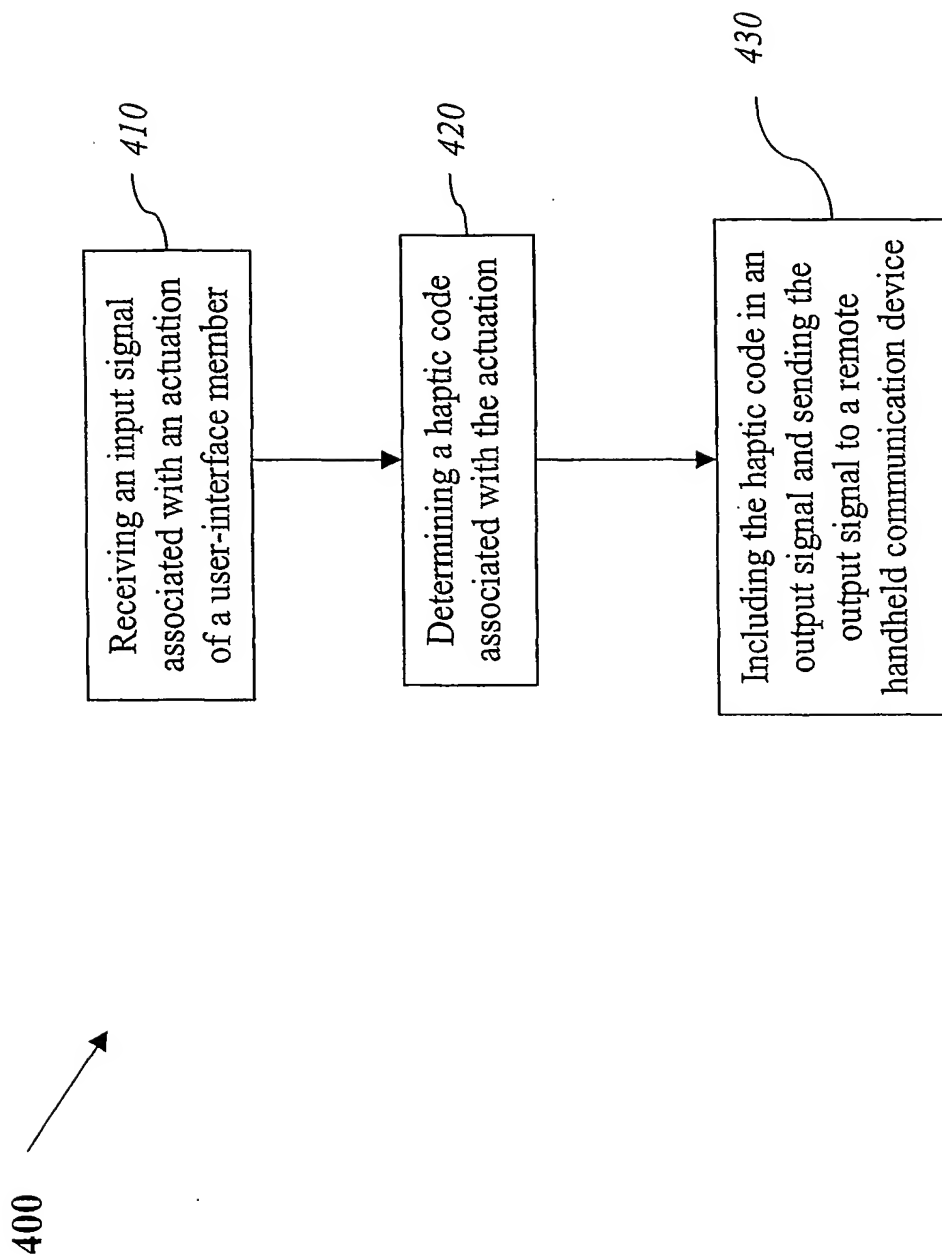 400
Receiving an input signal
associated with an actuation
of a user-interface member
410
Determining a haptic code
associated with the actuation
420
Including the haptic code in an
output signal and sending the
output signal to a remote
handheld communication device
430